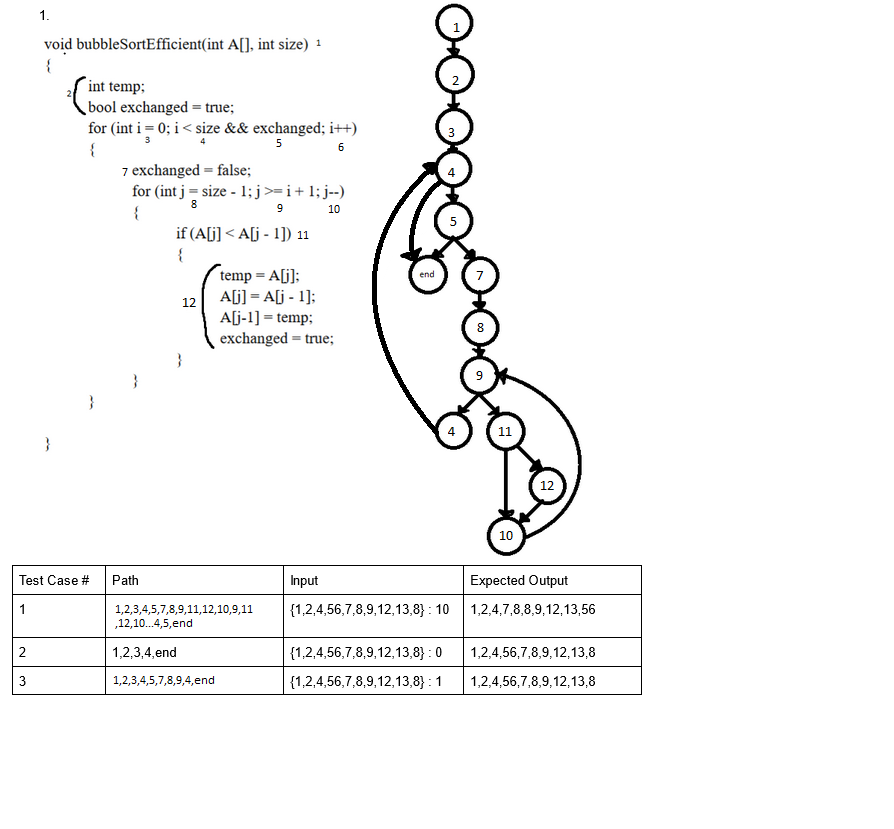 1.
void bubbleSortEfficient(int A[], int size) 1
{
2 int temp;
bool exchanged = true;
for (int i = 0; i < size && exchanged; i++)
3 4 5 6
{
7 exchanged = false;
for (int j = size - 1; j >= i + 1; j--)
8 9 10
{
if (A[j] < A[j - 1]) 11
{
temp = A[j];
12 A[j] = A[j - 1];
A[j-1] = temp;
exchanged = true;
}
}
}
}
1
2
3
4
5
end 7
8
9
4 11
12
10
Test Case # Path Input Expected Output
1 1,2,3,4,5,7,8,9,11,12,10,9,11 {1,2,4,56,7,8,9,12,13,8} : 10 1,2,4,7,8,8,9,12,13,56
,12,10...4,5,end
2 1,2,3,4,end {1,2,4,56,7,8,9,12,13,8} : 0 1,2,4,56,7,8,9,12,13,8
3 1,2,3,4,5,7,8,9,4,end {1,2,4,56,7,8,9,12,13,8} : 1 1,2,4,56,7,8,9,12,13,8